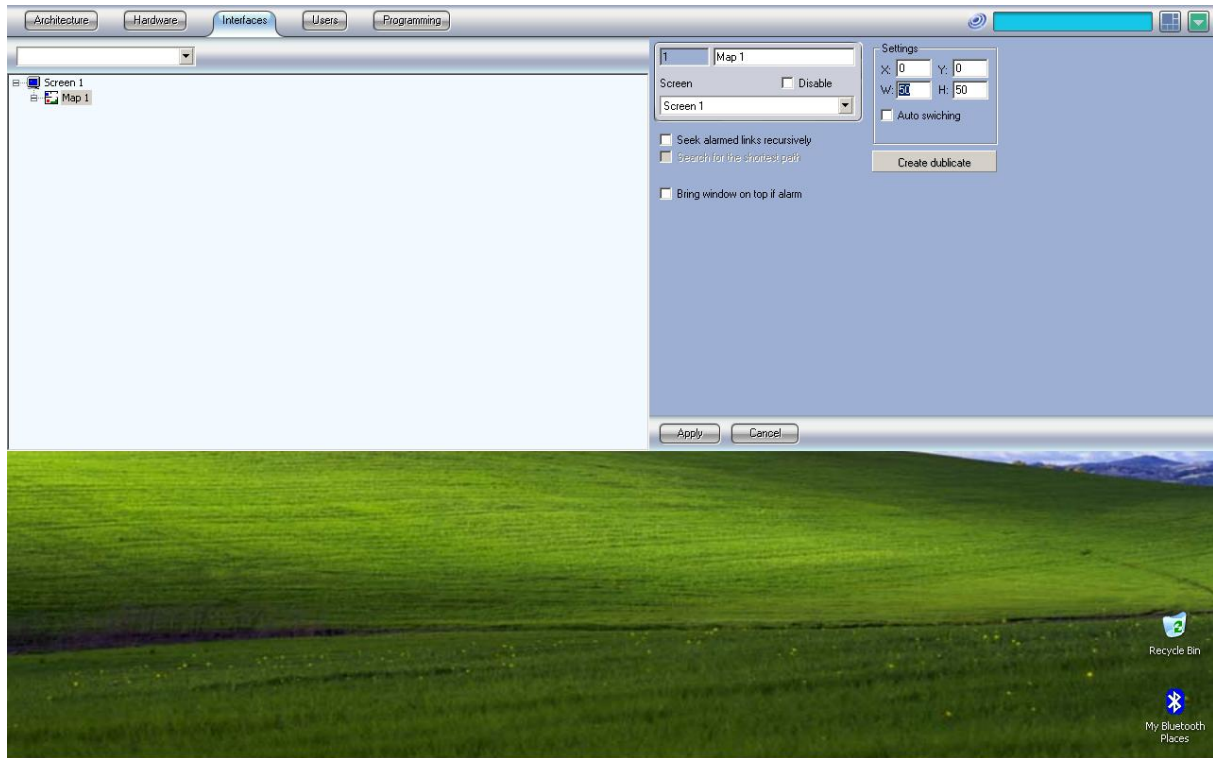 Architecture Hardware Interfaces Users Programming
1 Map 1
Screen Disable
Screen 1
Settings
X: 0 Y: 0
W: 50 H: 50
Auto swiching
Screen 1
Map 1
Seek alarmed links recursively
Search for the shortest path
Create dublicate
Bring window on top if alarm
Apply Cancel
Recycle Bin
My Bluetooth
Places